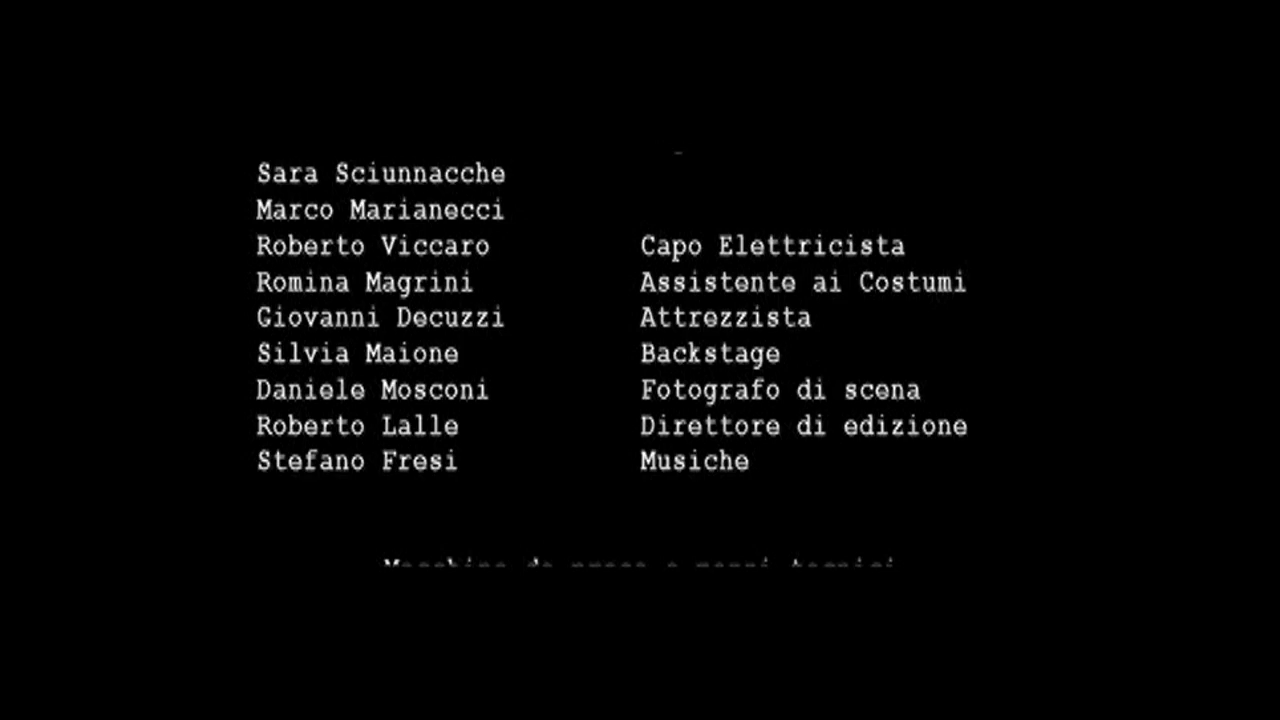 Sara Sciunnacche
Marco Marianecci
Roberto Viccaro Capo Elettricista
Romina Magrini Assistente ai Costumi
Giovanni Decuzzi Attrezzista
Silvia Maione Backstage
Daniele Mosconi Fotografo di scena
Roberto Lalle Direttore di edizione
Stefano Fresi Musiche